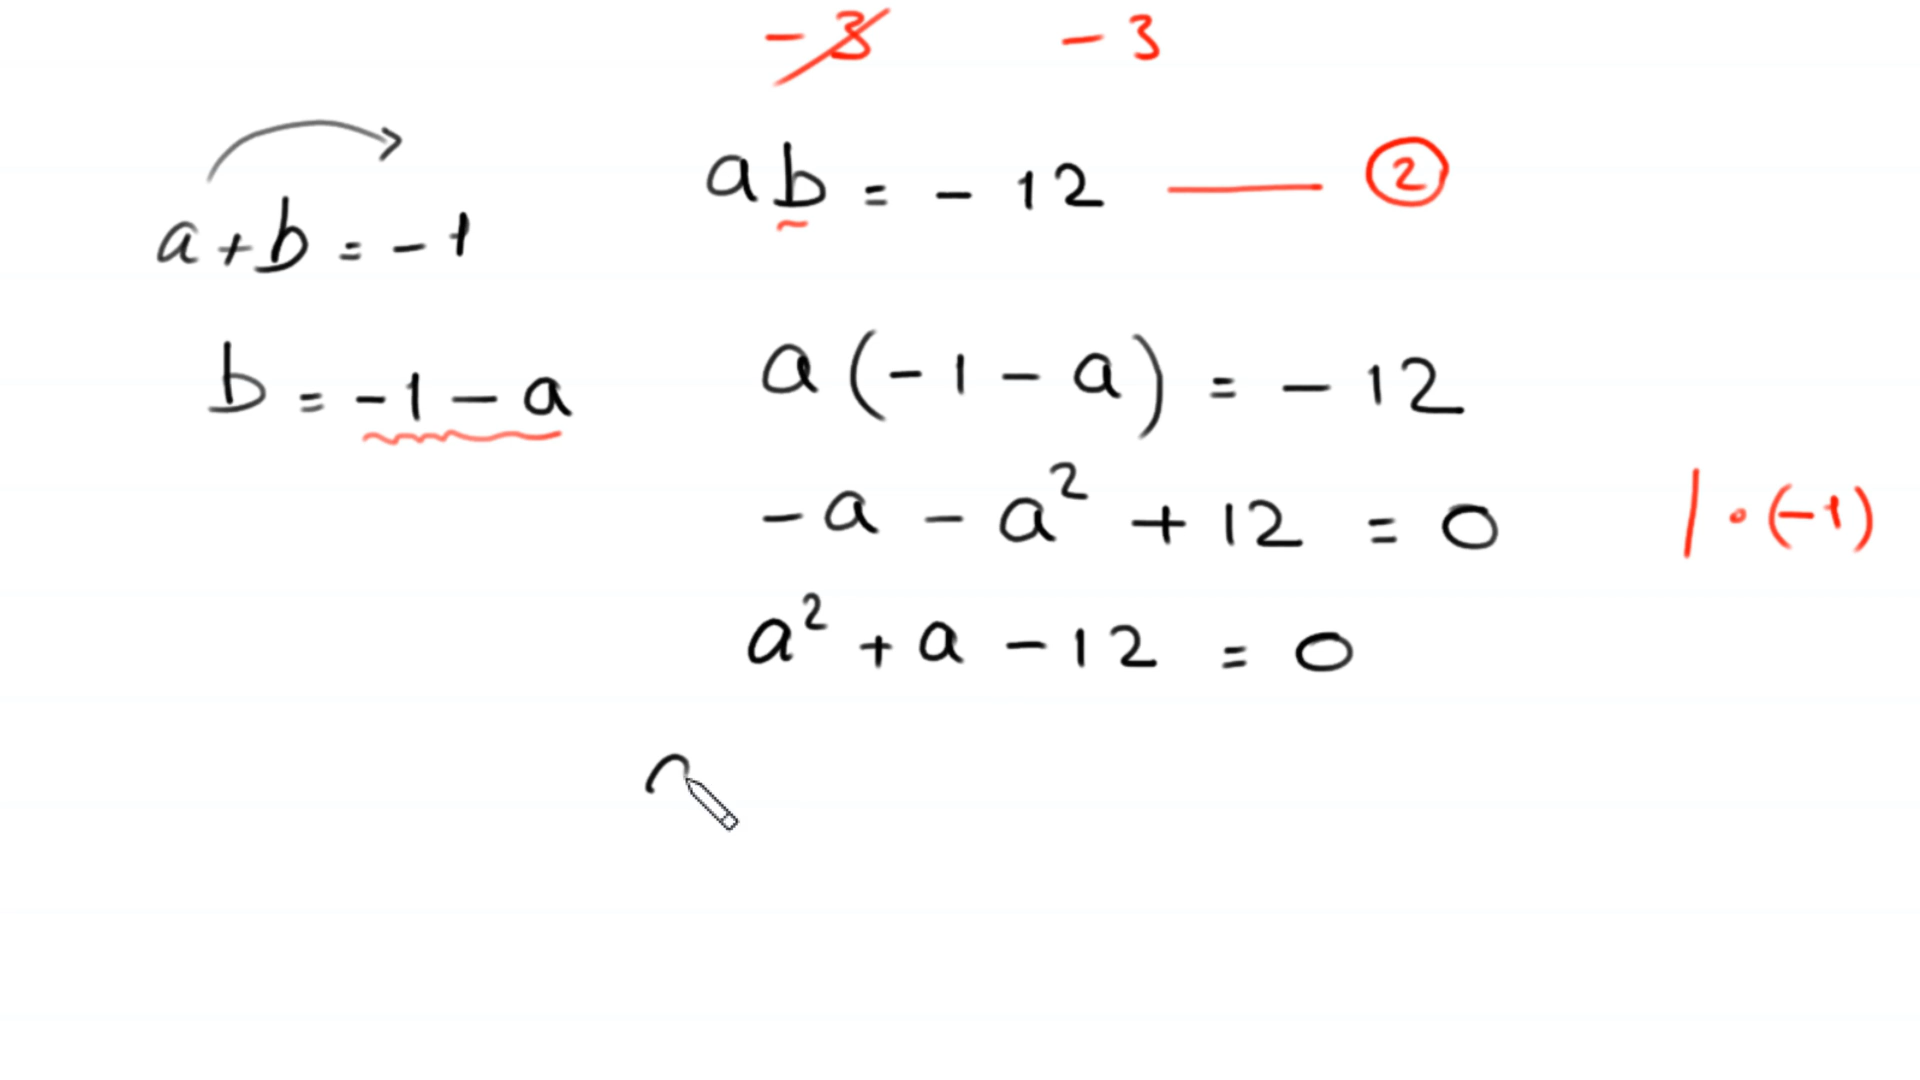 -3 -3
ab = -12 —— ②
a+b = -1
a(-1-a) = -12
b = -1-a
-a - a² + 12 = 0 | · (-1)
a² + a - 12 = 0